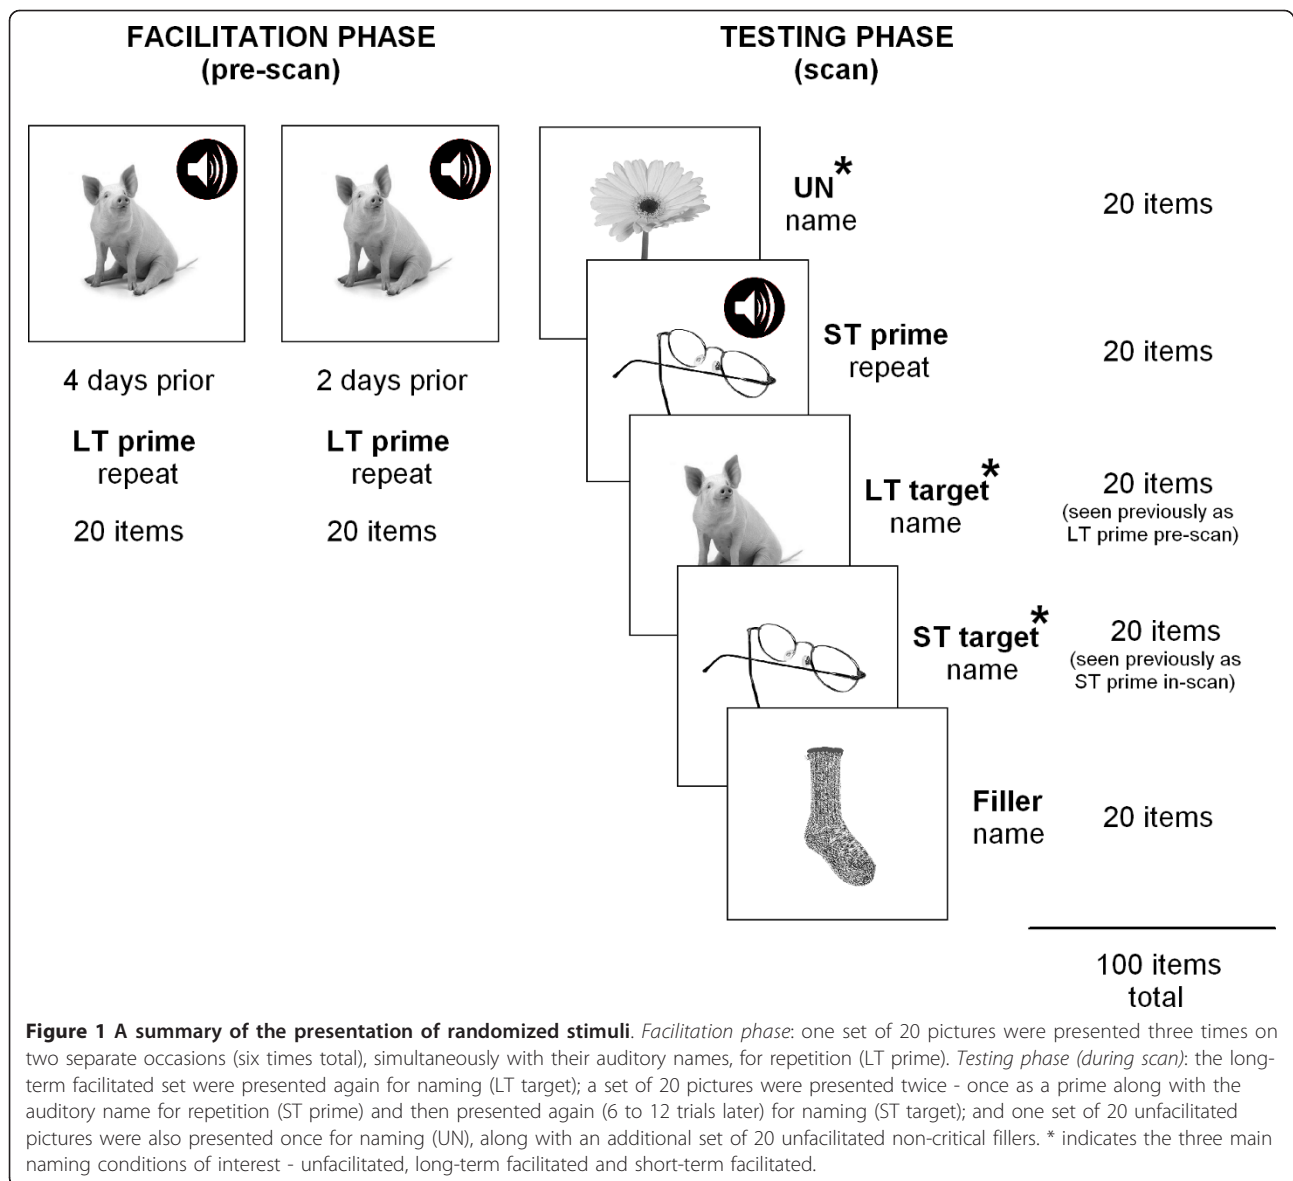 FACILITATION PHASE
(pre-scan)
TESTING PHASE
(scan)
4 days prior
LT prime
repeat
20 items
2 days prior
LT prime
repeat
20 items
UN*
name
20 items
ST prime
repeat
20 items
LT target*
name
20 items
(seen previously as
LT prime pre-scan)
ST target*
name
20 items
(seen previously as
ST prime in-scan)
Filler
name
20 items
100 items
total
Figure 1 A summary of the presentation of randomized stimuli. Facilitation phase: one set of 20 pictures were presented three times on
two separate occasions (six times total), simultaneously with their auditory names, for repetition (LT prime). Testing phase (during scan): the long-
term facilitated set were presented again for naming (LT target); a set of 20 pictures were presented twice - once as a prime along with the
auditory name for repetition (ST prime) and then presented again (6 to 12 trials later) for naming (ST target); and one set of 20 unfacilitated
pictures were also presented once for naming (UN), along with an additional set of 20 unfacilitated non-critical fillers. * indicates the three main
naming conditions of interest - unfacilitated, long-term facilitated and short-term facilitated.